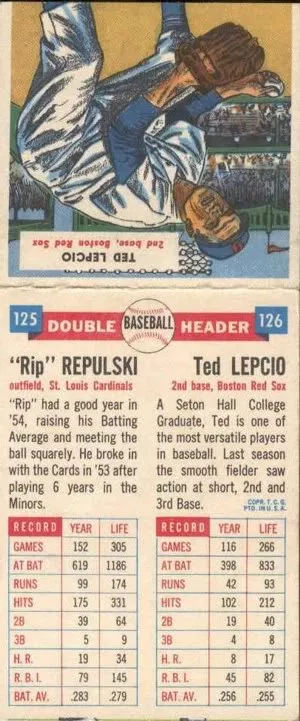 TED LEPCIO
2nd base, Boston Red Sox
125 DOUBLE BASEBALL HEADER 126
"Rip" REPULSKI
outfield, St. Louis Cardinals
"Rip" had a good year in
'54, raising his Batting
Average and meeting the
ball squarely. He broke in
with the Cards in '53 after
playing 6 years in the
Minors.
RECORD YEAR LIFE
GAMES 152 305
AT BAT 619 1186
RUNS 99 174
HITS 175 331
2B 39 64
3B 5 9
H. R. 19 34
R. B. I. 79 145
BAT. AV. .283 .279
Ted LEPCIO
2nd base, Boston Red Sox
A Seton Hall College
Graduate, Ted is one of
the most versatile players
in baseball. Last season
the smooth fielder saw
action at short, 2nd and
3rd Base.
COPR. T. C. G.
PTD. IN U. S. A.
RECORD YEAR LIFE
GAMES 116 266
AT BAT 398 833
RUNS 42 93
HITS 102 212
2B 19 40
3B 4 8
H. R. 8 17
R. B. I. 45 82
BAT. AV. .256 .255